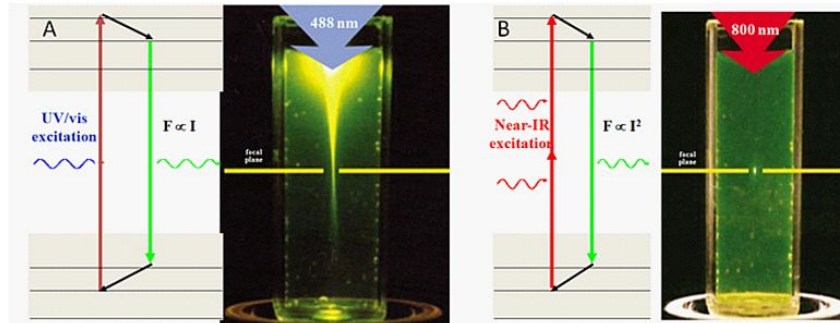 A
488 nm
UV/vis
excitation
F ∝ I
focal
plane
B
800 nm
Near-IR
excitation
F ∝ I²
focal
plane